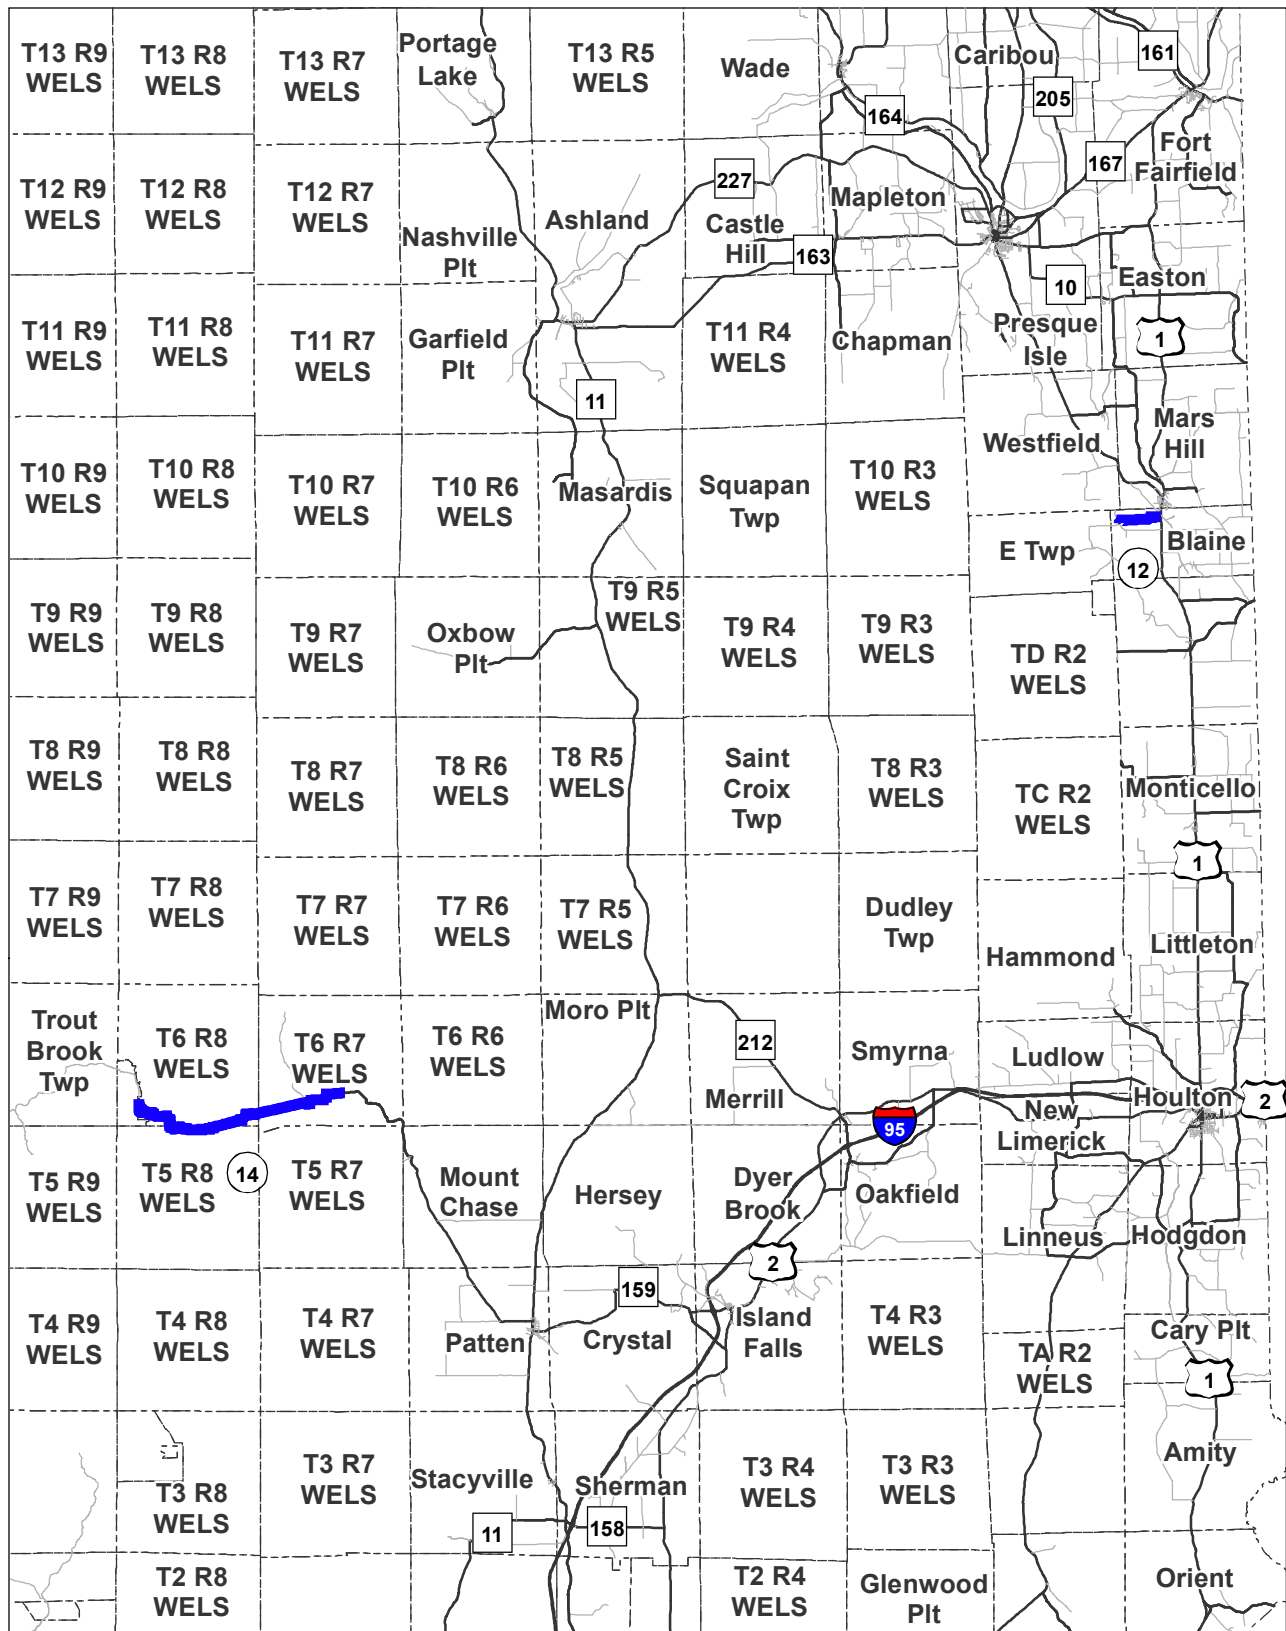 T13 R9
WELS
T13 R8
WELS
T13 R7
WELS
Portage
Lake
T13 R5
WELS
Wade
Caribou
161
205
164
Fort
Fairfield
167
T12 R9
WELS
T12 R8
WELS
T12 R7
WELS
Nashville
Plt
Ashland
227
Castle
Hill
Mapleton
163
10
Easton
T11 R9
WELS
T11 R8
WELS
T11 R7
WELS
Garfield
Plt
11
T11 R4
WELS
Chapman
Presque
Isle
1
Westfield
Mars
Hill
T10 R9
WELS
T10 R8
WELS
T10 R7
WELS
T10 R6
WELS
Masardis
Squapan
Twp
T10 R3
WELS
E Twp
Blaine
12
T9 R9
WELS
T9 R8
WELS
T9 R7
WELS
Oxbow
Plt
T9 R5
WELS
T9 R4
WELS
T9 R3
WELS
TD R2
WELS
T8 R9
WELS
T8 R8
WELS
T8 R7
WELS
T8 R6
WELS
T8 R5
WELS
Saint
Croix
Twp
T8 R3
WELS
TC R2
WELS
Monticello
1
T7 R9
WELS
T7 R8
WELS
T7 R7
WELS
T7 R6
WELS
T7 R5
WELS
Dudley
Twp
Hammond
Littleton
Trout
Brook
Twp
T6 R8
WELS
T6 R7
WELS
T6 R6
WELS
Moro Plt
212
Merrill
Smyrna
Ludlow
Houlton
2
New
Limerick
95
T5 R9
WELS
T5 R8
WELS
14
T5 R7
WELS
Mount
Chase
Hersey
Dyer
Brook
Oakfield
Linneus
Hodgdon
2
159
T4 R9
WELS
T4 R8
WELS
T4 R7
WELS
Patten
Crystal
Island
Falls
T4 R3
WELS
TA R2
WELS
Cary Plt
1
T3 R8
WELS
T3 R7
WELS
Stacyville
Sherman
T3 R4
WELS
T3 R3
WELS
Amity
11
158
T2 R8
WELS
T2 R4
WELS
Glenwood
Plt
Orient